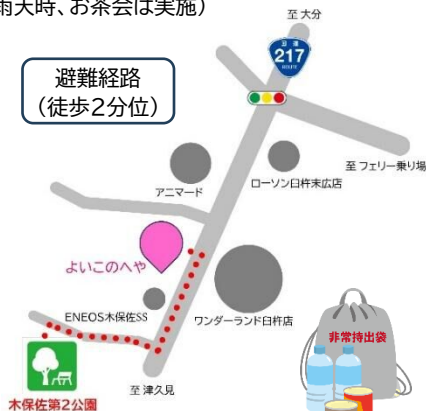 雨天時、お茶会は実施)
至 大分
国道
217
ROUTE
避難経路
(徒歩2分位)
至 フェリー乗り場
ローソン臼杵末広店
アニマード
よいこのへや
ENEOS木保佐SS
ワンダーランド臼杵店
非常持出袋
至 津久見
木保佐第2公園